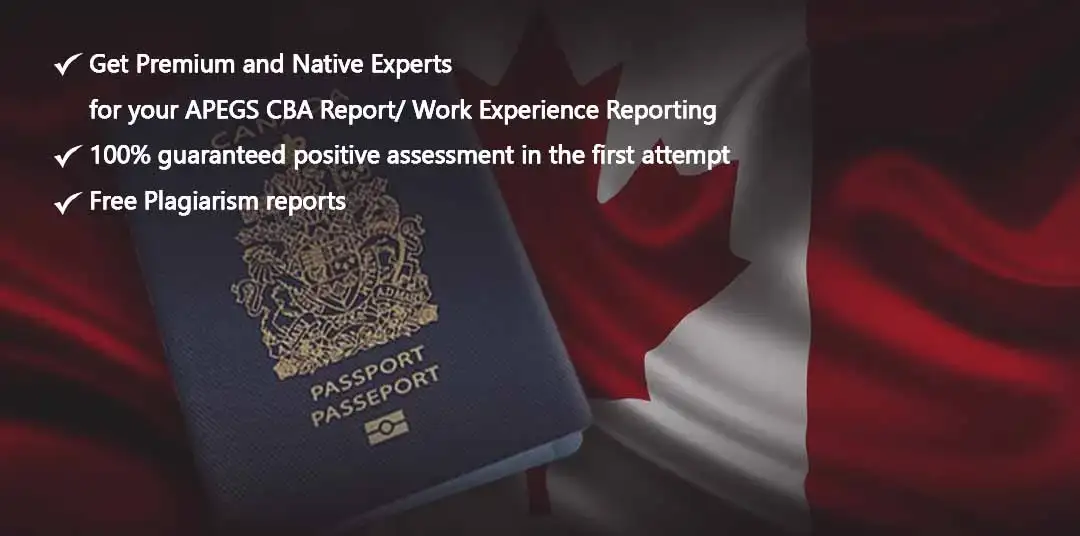 Get Premium and Native Experts
for your APEGS CBA Report/ Work Experience Reporting
100% guaranteed positive assessment in the first attempt
Free Plagiarism reports
CANADA
PASSPORT
PASSEPORT